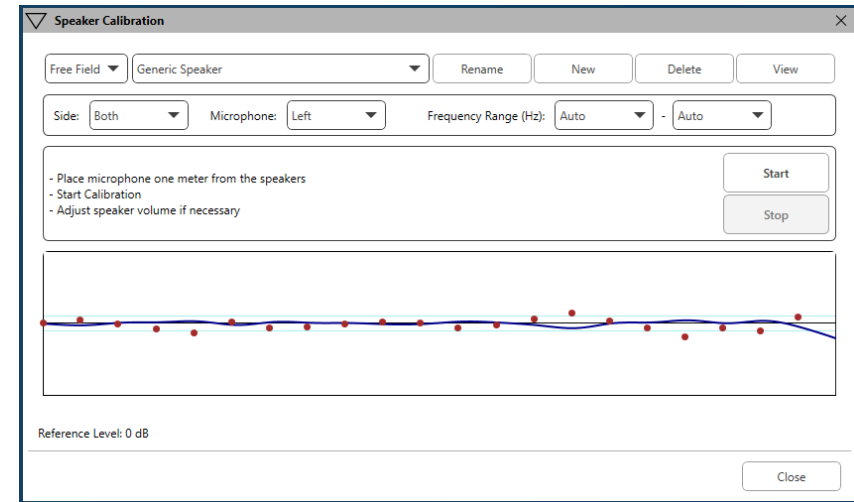 Speaker Calibration
Free Field Generic Speaker Rename New Delete View
Side: Both Microphone: Left Frequency Range (Hz): Auto - Auto
- Place microphone one meter from the speakers
- Start Calibration
- Adjust speaker volume if necessary
Start
Stop
Reference Level: 0 dB
Close